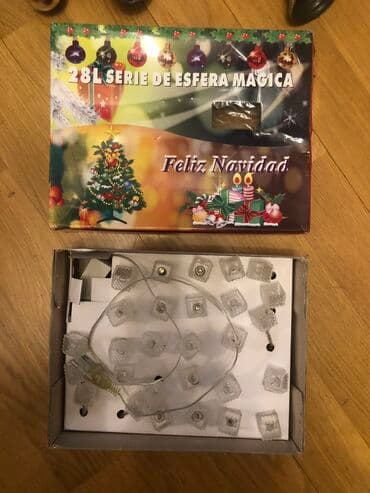 28L SERIE DE ESFERA MAGICA
Feliz Navidad